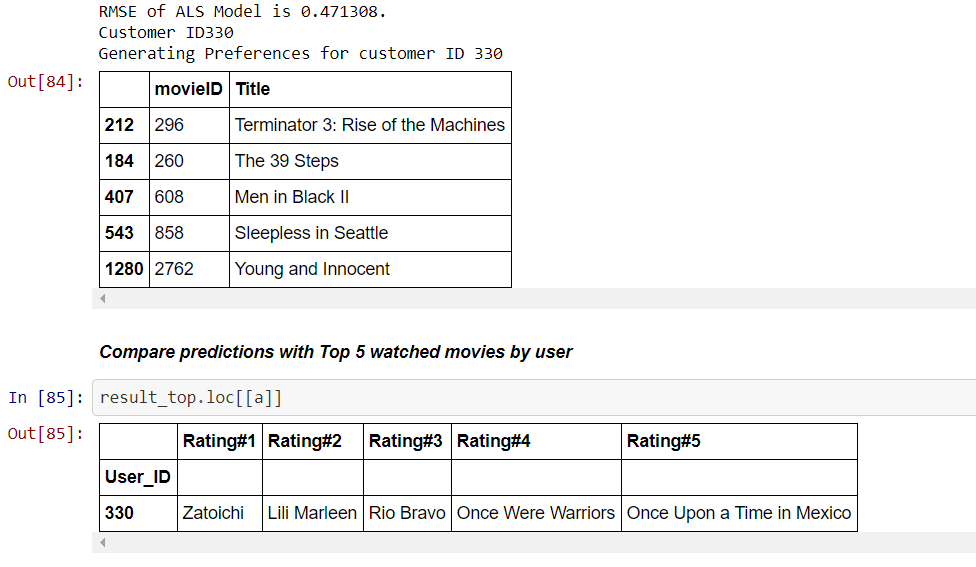 RMSE of ALS Model is 0.471308.
Customer ID330
Generating Preferences for customer ID 330
Out[84]:
movieID Title
212 296 Terminator 3: Rise of the Machines
184 260 The 39 Steps
407 608 Men in Black II
543 858 Sleepless in Seattle
1280 2762 Young and Innocent
Compare predictions with Top 5 watched movies by user
In [85]: result_top.loc[[a]]
Out[85]:
Rating#1 Rating#2 Rating#3 Rating#4 Rating#5
User_ID
330 Zatoichi Lili Marleen Rio Bravo Once Were Warriors Once Upon a Time in Mexico